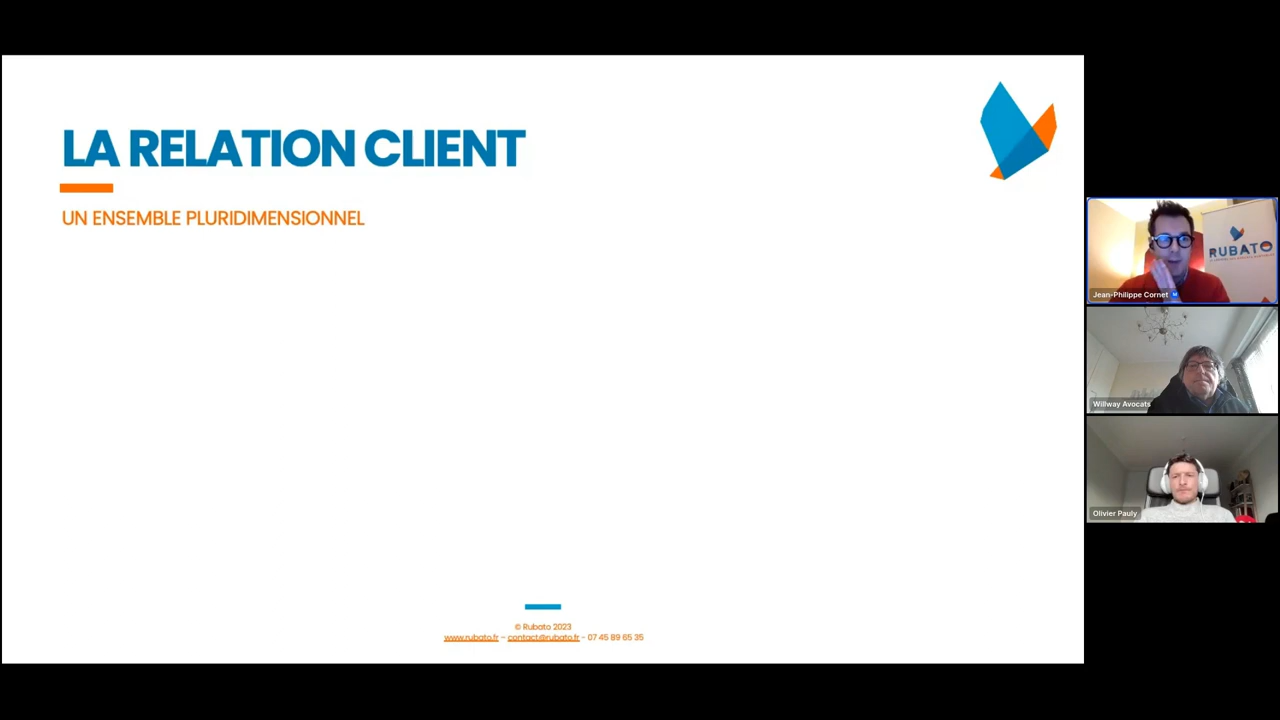 LA RELATION CLIENT
UN ENSEMBLE PLURIDIMENSIONNEL
© Rubato 2023
www.rubato.fr – contact@rubato.fr - 07 45 89 65 35
RUBATO
Jean-Philippe Cornet
Willway Avocats
Olivier Pauly